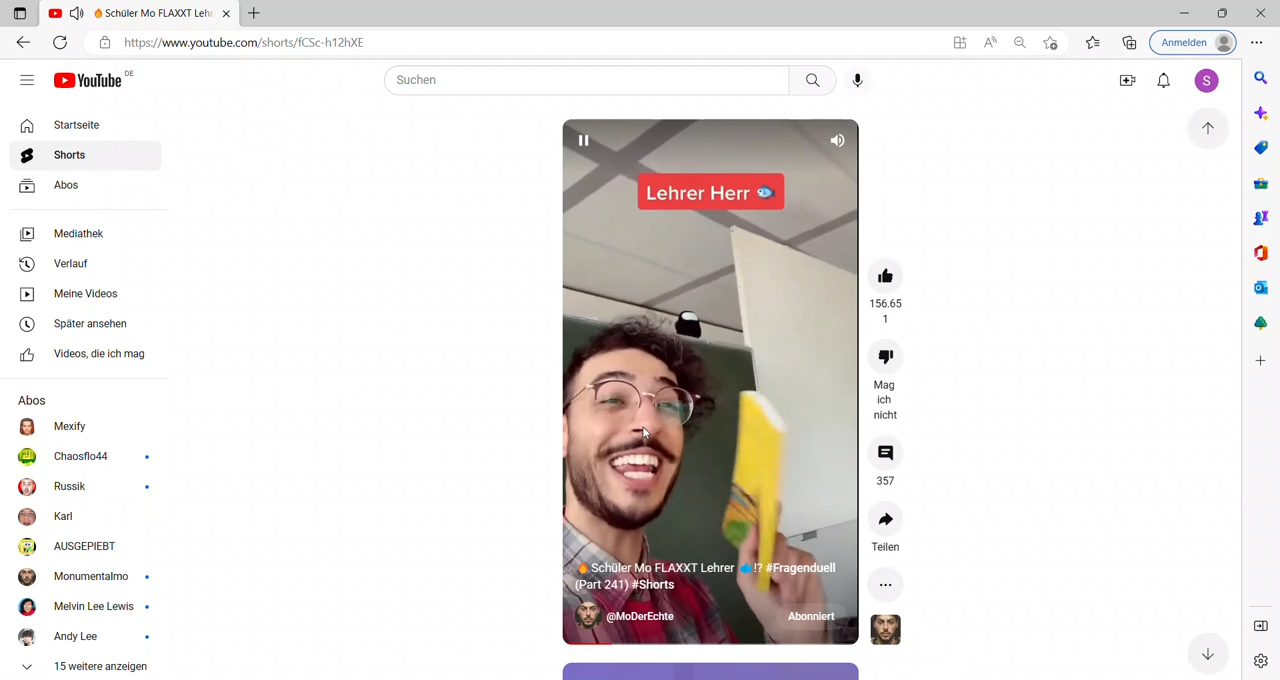 Schüler Mo FLAXXT Lehr
https://www.youtube.com/shorts/fCSc-h12hXE
Anmelden
YouTube DE
Suchen
S
Startseite
Shorts
Abos
Mediathek
Verlauf
Meine Videos
Später ansehen
Videos, die ich mag
Abos
Mexify
Chaosflo44
Russik
Karl
AUSGEPIEBT
Monumentalmo
Melvin Lee Lewis
Andy Lee
15 weitere anzeigen
Lehrer Herr 🐟
🔥Schüler Mo FLAXXT Lehrer 🐟!? #Fragenduell
(Part 241) #Shorts
@MoDerEchte
Abonniert
156.65
1
Mag
ich
nicht
357
Teilen